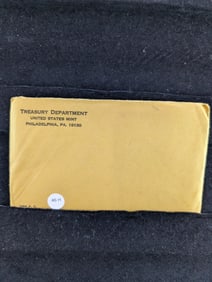 TREASURY DEPARTMENT
UNITED STATES MINT
PHILADELPHIA, PA. 19130